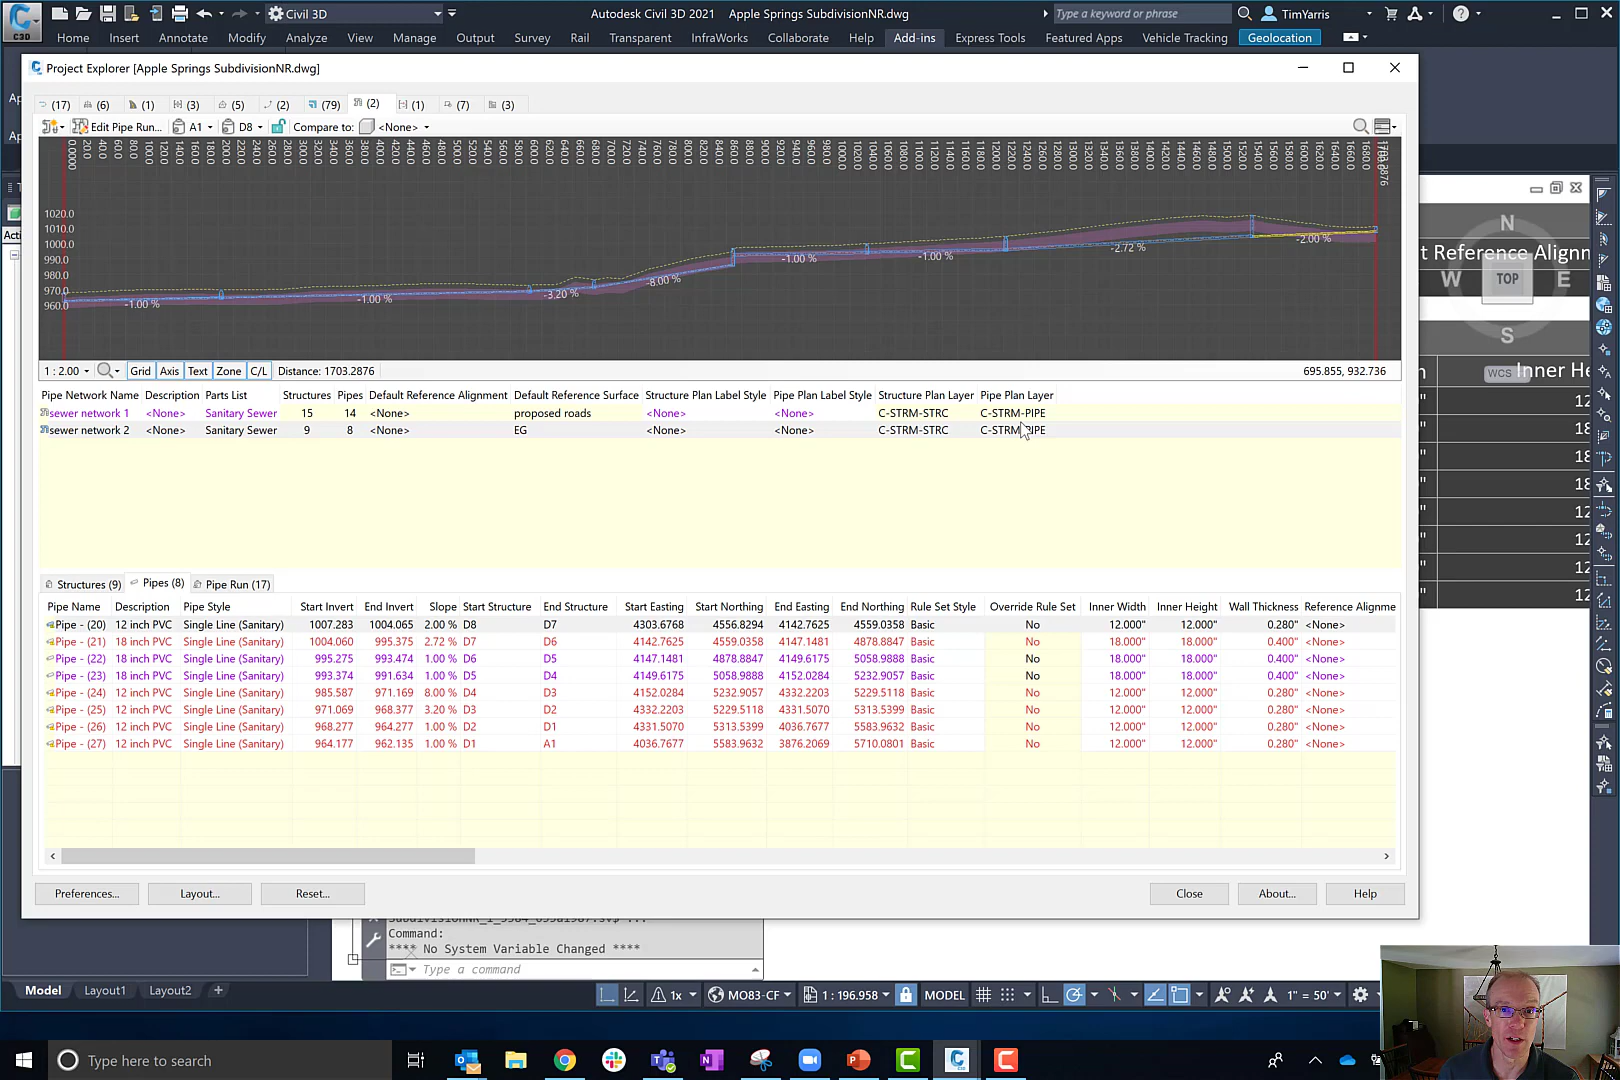 Civil 3D
Autodesk Civil 3D 2021 Apple Springs SubdivisionNR.dwg
Type a keyword or phrase
TimYarris
C3D
Home Insert Annotate Modify Analyze View Manage Output Survey Rail Transparent InfraWorks Collaborate Help Add-ins Express Tools Featured Apps Vehicle Tracking Geolocation
Project Explorer [Apple Springs SubdivisionNR.dwg]
(17) (6) (1) (3) (5) (2) (79) (2) (1) (7) (3)
Edit Pipe Run... A1 D8 Compare to: <None>
1020.0
1010.0
1000.0
990.0
980.0
970.0
960.0
-1.00 % -1.00 % -3.20 % -8.00 % -1.00 % -1.00 % -2.72 % -2.00 %
1 : 2.00 Grid Axis Text Zone C/L Distance: 1703.2876 695.855, 932.736
Pipe Network Name Description Parts List Structures Pipes Default Reference Alignment Default Reference Surface Structure Plan Label Style Pipe Plan Label Style Structure Plan Layer Pipe Plan Layer
sewer network 1 <None> Sanitary Sewer 15 14 <None> proposed roads <None> <None> C-STRM-STRC C-STRM-PIPE
sewer network 2 <None> Sanitary Sewer 9 8 <None> EG <None> <None> C-STRM-STRC C-STRM-PIPE
Structures (9) Pipes (8) Pipe Run (17)
Pipe Name Description Pipe Style Start Invert End Invert Slope Start Structure End Structure Start Easting Start Northing End Easting End Northing Rule Set Style Override Rule Set Inner Width Inner Height Wall Thickness Reference Alignme
Pipe - (20) 12 inch PVC Single Line (Sanitary) 1007.283 1004.065 2.00 % D8 D7 4303.6768 4556.8294 4142.7625 4559.0358 Basic No 12.000" 12.000" 0.280" <None>
Pipe - (21) 18 inch PVC Single Line (Sanitary) 1004.060 995.375 2.72 % D7 D6 4142.7625 4559.0358 4147.1481 4878.8847 Basic No 18.000" 18.000" 0.400" <None>
Pipe - (22) 18 inch PVC Single Line (Sanitary) 995.275 993.474 1.00 % D6 D5 4147.1481 4878.8847 4149.6175 5058.9888 Basic No 18.000" 18.000" 0.400" <None>
Pipe - (23) 18 inch PVC Single Line (Sanitary) 993.374 991.634 1.00 % D5 D4 4149.6175 5058.9888 4152.0284 5232.9057 Basic No 18.000" 18.000" 0.400" <None>
Pipe - (24) 12 inch PVC Single Line (Sanitary) 985.587 971.169 8.00 % D4 D3 4152.0284 5232.9057 4332.2203 5229.5118 Basic No 12.000" 12.000" 0.280" <None>
Pipe - (25) 12 inch PVC Single Line (Sanitary) 971.069 968.377 3.20 % D3 D2 4332.2203 5229.5118 4331.5070 5313.5399 Basic No 12.000" 12.000" 0.280" <None>
Pipe - (26) 12 inch PVC Single Line (Sanitary) 968.277 964.277 1.00 % D2 D1 4331.5070 5313.5399 4036.7677 5583.9632 Basic No 12.000" 12.000" 0.280" <None>
Pipe - (27) 12 inch PVC Single Line (Sanitary) 964.177 962.135 1.00 % D1 A1 4036.7677 5583.9632 3876.2069 5710.0801 Basic No 12.000" 12.000" 0.280" <None>
Preferences... Layout... Reset... Close About... Help
N
t Reference Alignm
W TOP E
S
WCS Inner He
12
18
18
12
12
12
12
Command:
**** No System Variable Changed ****
Type a command
Model Layout1 Layout2 +
1x MO83-CF 1 : 196.958 MODEL 1" = 50'
Type here to search